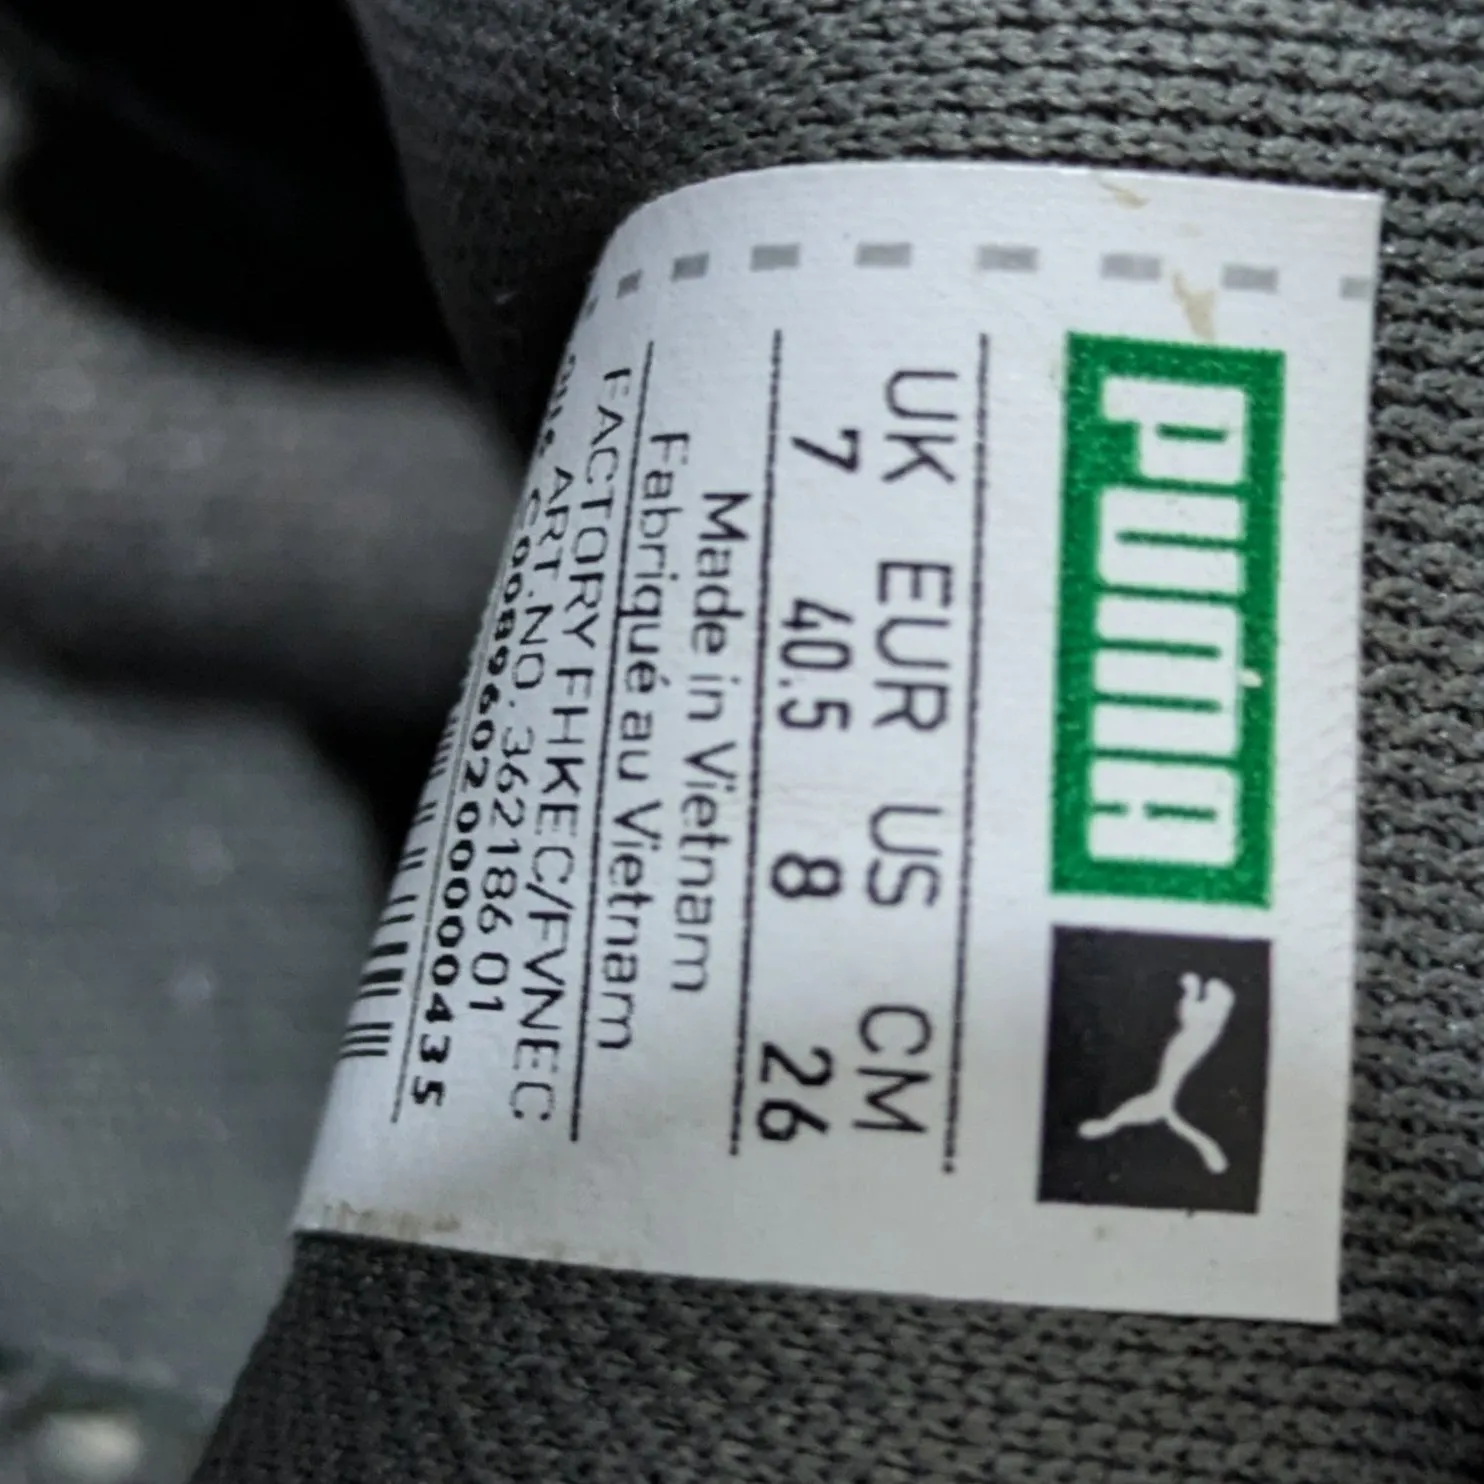 PUMA
UK EUR US CM
7 40.5 8 26
Made in Vietnam
Fabriqué au Vietnam
FACTORY FHKEC/FVNEC
ART.NO. 362186 01
0089602000000435